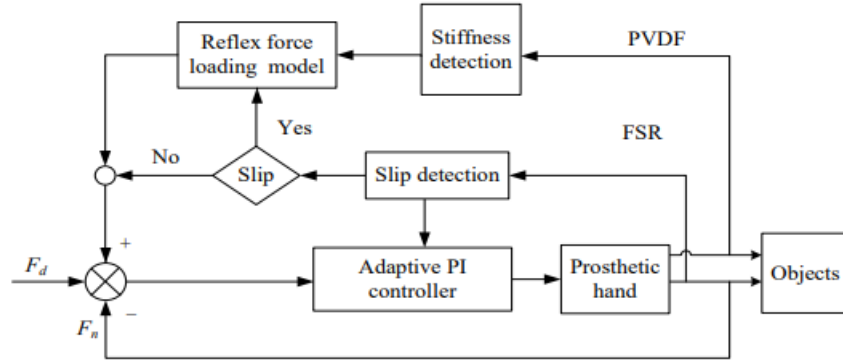 Reflex force
loading model
Stiffness
detection
PVDF
Yes
FSR
No
Slip
Slip detection
+
F_d
Adaptive PI
controller
Prosthetic
hand
Objects
−
F_n